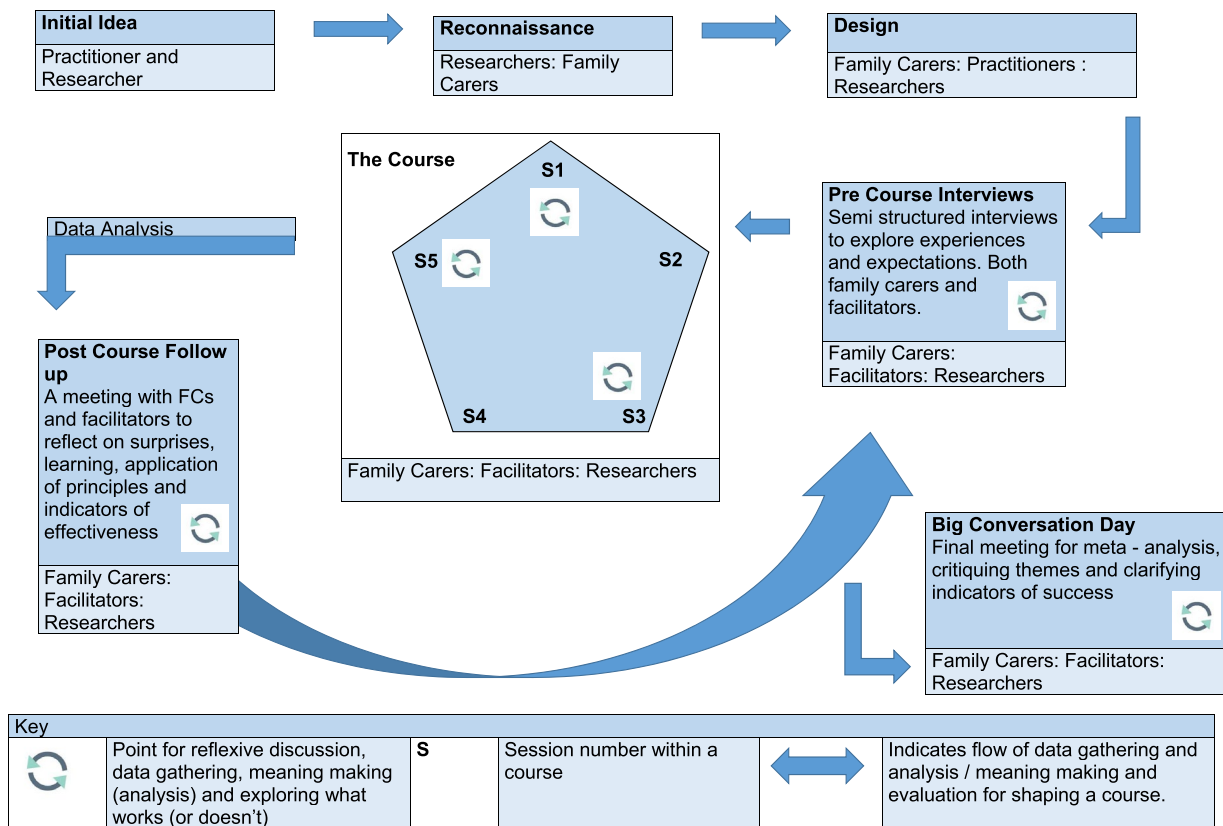 Initial Idea
Practitioner and
Researcher
Reconnaissance
Researchers: Family
Carers
Design
Family Carers: Practitioners :
Researchers
The Course
S1
S2
S3
S4
S5
Family Carers: Facilitators: Researchers
Pre Course Interviews
Semi structured interviews
to explore experiences
and expectations. Both
family carers and
facilitators.
Family Carers:
Facilitators: Researchers
Data Analysis
Post Course Follow
up
A meeting with FCs
and facilitators to
reflect on surprises,
learning, application
of principles and
indicators of
effectiveness
Family Carers:
Facilitators:
Researchers
Big Conversation Day
Final meeting for meta - analysis,
critiquing themes and clarifying
indicators of success
Family Carers: Facilitators:
Researchers
Key
Point for reflexive discussion,
data gathering, meaning making
(analysis) and exploring what
works (or doesn't)
S
Session number within a
course
Indicates flow of data gathering and
analysis / meaning making and
evaluation for shaping a course.